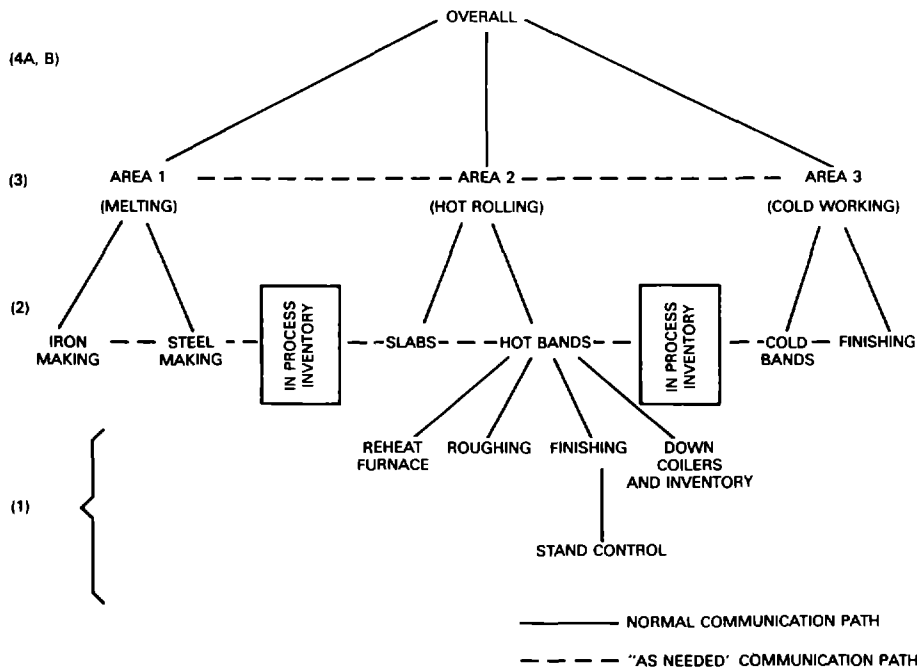 OVERALL
(4A, B)
(3)
AREA 1
AREA 2
AREA 3
(MELTING)
(HOT ROLLING)
(COLD WORKING)
(2)
IRON
MAKING
STEEL
MAKING
IN PROCESS
INVENTORY
SLABS
HOT BANDS
IN PROCESS
INVENTORY
COLD
BANDS
FINISHING
(1)
REHEAT
FURNACE
ROUGHING
FINISHING
DOWN
COILERS
AND INVENTORY
STAND CONTROL
NORMAL COMMUNICATION PATH
"AS NEEDED' COMMUNICATION PATH